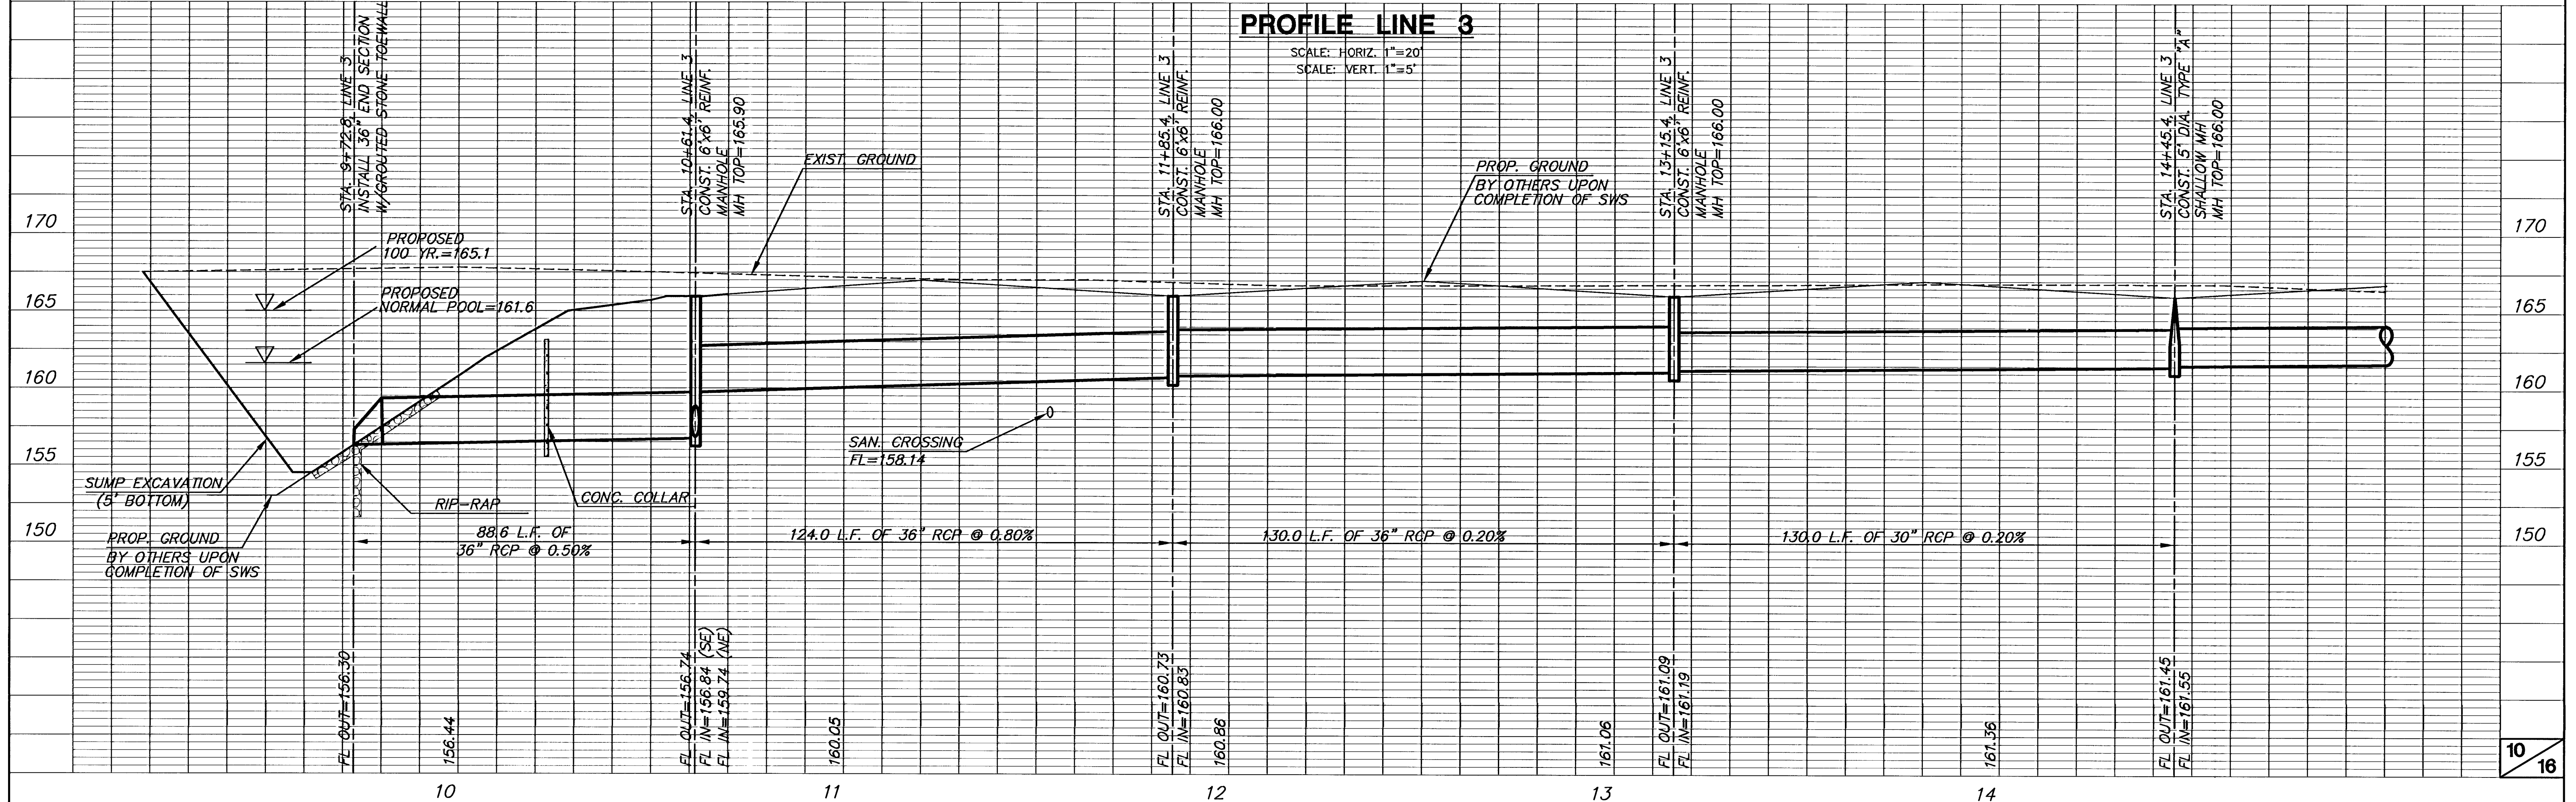 PROFILE LINE 3
SCALE: HORIZ. 1"=20'
SCALE: VERT. 1"=5'
STA. 9+72.8, LINE 3
INSTALL 36" END SECTION
W/GROUTED STONE TOEWALL
STA. 10+61.4, LINE 3
CONST. 6'x6' REINF.
MANHOLE
MH TOP=165.90
STA. 11+85.4, LINE 3
CONST. 6'x6' REINF.
MANHOLE
MH TOP=166.00
STA. 13+15.4, LINE 3
CONST. 6'x6' REINF.
MANHOLE
MH TOP=166.00
STA. 14+45.4, LINE 3
CONST. 5' DIA. TYPE "A"
SHALLOW MH
MH TOP=166.00
EXIST. GROUND
PROP. GROUND
BY OTHERS UPON
COMPLETION OF SWS
170
170
PROPOSED
100 YR.=165.1
PROPOSED
NORMAL POOL=161.6
165
165
160
160
SAN. CROSSING
FL=158.14
155
155
SUMP EXCAVATION
(5' BOTTOM)
RIP-RAP
CONC. COLLAR
150
150
PROP. GROUND
BY OTHERS UPON
COMPLETION OF SWS
88.6 L.F. OF
36" RCP @ 0.50%
124.0 L.F. OF 36" RCP @ 0.80%
130.0 L.F. OF 36" RCP @ 0.20%
130.0 L.F. OF 30" RCP @ 0.20%
FL OUT=156.30
156.44
FL OUT=156.74
FL IN=156.84 (SE)
FL IN=159.74 (NE)
160.05
FL OUT=160.73
FL IN=160.83
160.86
161.06
FL OUT=161.09
FL IN=161.19
161.36
FL OUT=161.45
FL IN=161.55
10
16
10
11
12
13
14